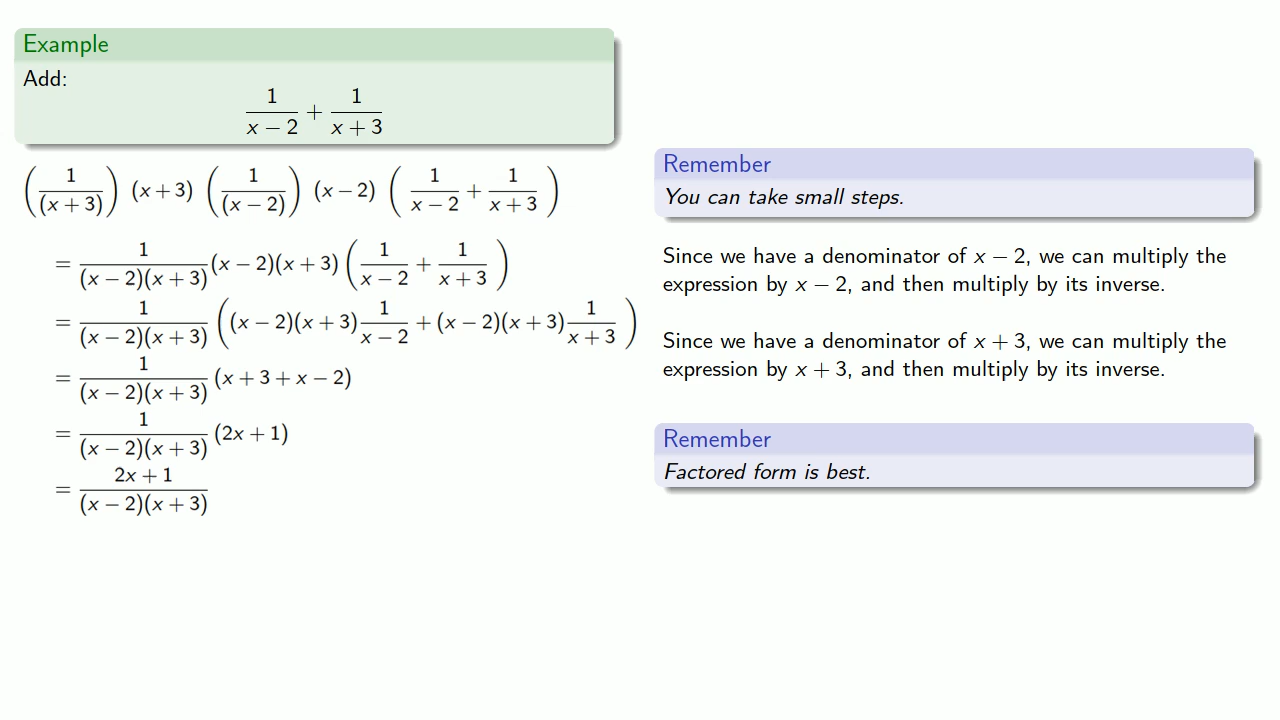 Example
Add:
1/(x − 2) + 1/(x + 3)
(1/(x + 3)) (x + 3) (1/(x − 2)) (x − 2) (1/(x − 2) + 1/(x + 3))
= 1/((x − 2)(x + 3)) (x − 2)(x + 3) (1/(x − 2) + 1/(x + 3))
= 1/((x − 2)(x + 3)) ((x − 2)(x + 3) 1/(x − 2) + (x − 2)(x + 3) 1/(x + 3))
= 1/((x − 2)(x + 3)) (x + 3 + x − 2)
= 1/((x − 2)(x + 3)) (2x + 1)
= (2x + 1)/((x − 2)(x + 3))
Remember
You can take small steps.
Since we have a denominator of x − 2, we can multiply the
expression by x − 2, and then multiply by its inverse.
Since we have a denominator of x + 3, we can multiply the
expression by x + 3, and then multiply by its inverse.
Remember
Factored form is best.